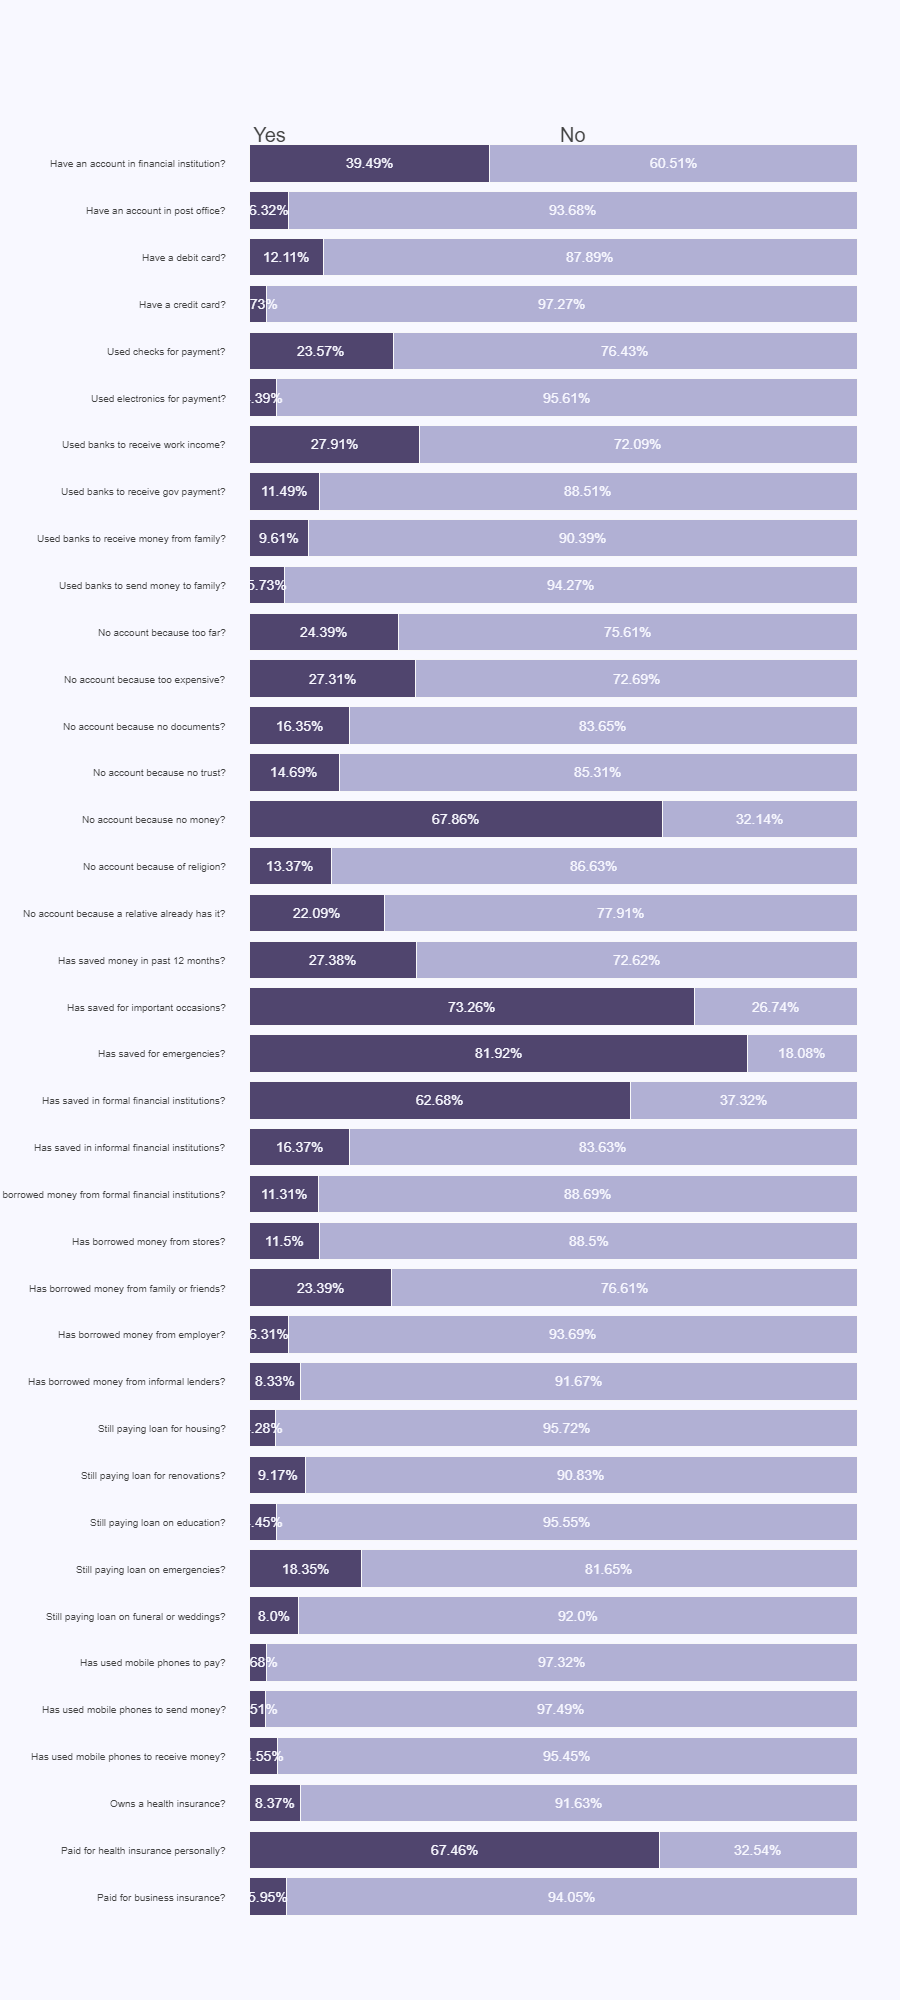 Yes No
Have an account in financial institution? 39.49% 60.51%
Have an account in post office? 6.32% 93.68%
Have a debit card? 12.11% 87.89%
Have a credit card? 73% 97.27%
Used checks for payment? 23.57% 76.43%
Used electronics for payment? .39% 95.61%
Used banks to receive work income? 27.91% 72.09%
Used banks to receive gov payment? 11.49% 88.51%
Used banks to receive money from family? 9.61% 90.39%
Used banks to send money to family? 5.73% 94.27%
No account because too far? 24.39% 75.61%
No account because too expensive? 27.31% 72.69%
No account because no documents? 16.35% 83.65%
No account because no trust? 14.69% 85.31%
No account because no money? 67.86% 32.14%
No account because of religion? 13.37% 86.63%
No account because a relative already has it? 22.09% 77.91%
Has saved money in past 12 months? 27.38% 72.62%
Has saved for important occasions? 73.26% 26.74%
Has saved for emergencies? 81.92% 18.08%
Has saved in formal financial institutions? 62.68% 37.32%
Has saved in informal financial institutions? 16.37% 83.63%
borrowed money from formal financial institutions? 11.31% 88.69%
Has borrowed money from stores? 11.5% 88.5%
Has borrowed money from family or friends? 23.39% 76.61%
Has borrowed money from employer? 6.31% 93.69%
Has borrowed money from informal lenders? 8.33% 91.67%
Still paying loan for housing? .28% 95.72%
Still paying loan for renovations? 9.17% 90.83%
Still paying loan on education? .45% 95.55%
Still paying loan on emergencies? 18.35% 81.65%
Still paying loan on funeral or weddings? 8.0% 92.0%
Has used mobile phones to pay? 68% 97.32%
Has used mobile phones to send money? 51% 97.49%
Has used mobile phones to receive money? .55% 95.45%
Owns a health insurance? 8.37% 91.63%
Paid for health insurance personally? 67.46% 32.54%
Paid for business insurance? 5.95% 94.05%